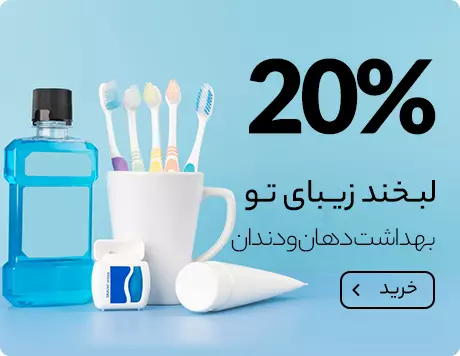 20%
لبخند زیبای تو
بهداشت دهان و دندان
خرید